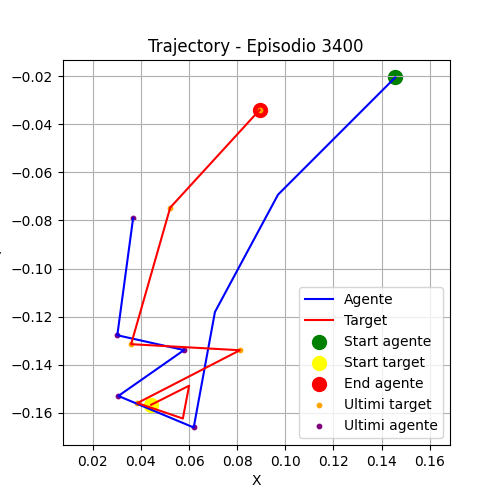 Trajectory - Episodio 3400
−0.02
−0.04
−0.06
−0.08
−0.10
−0.12
−0.14
−0.16
0.02 0.04 0.06 0.08 0.10 0.12 0.14 0.16
X
Agente
Target
Start agente
Start target
End agente
Ultimi target
Ultimi agente